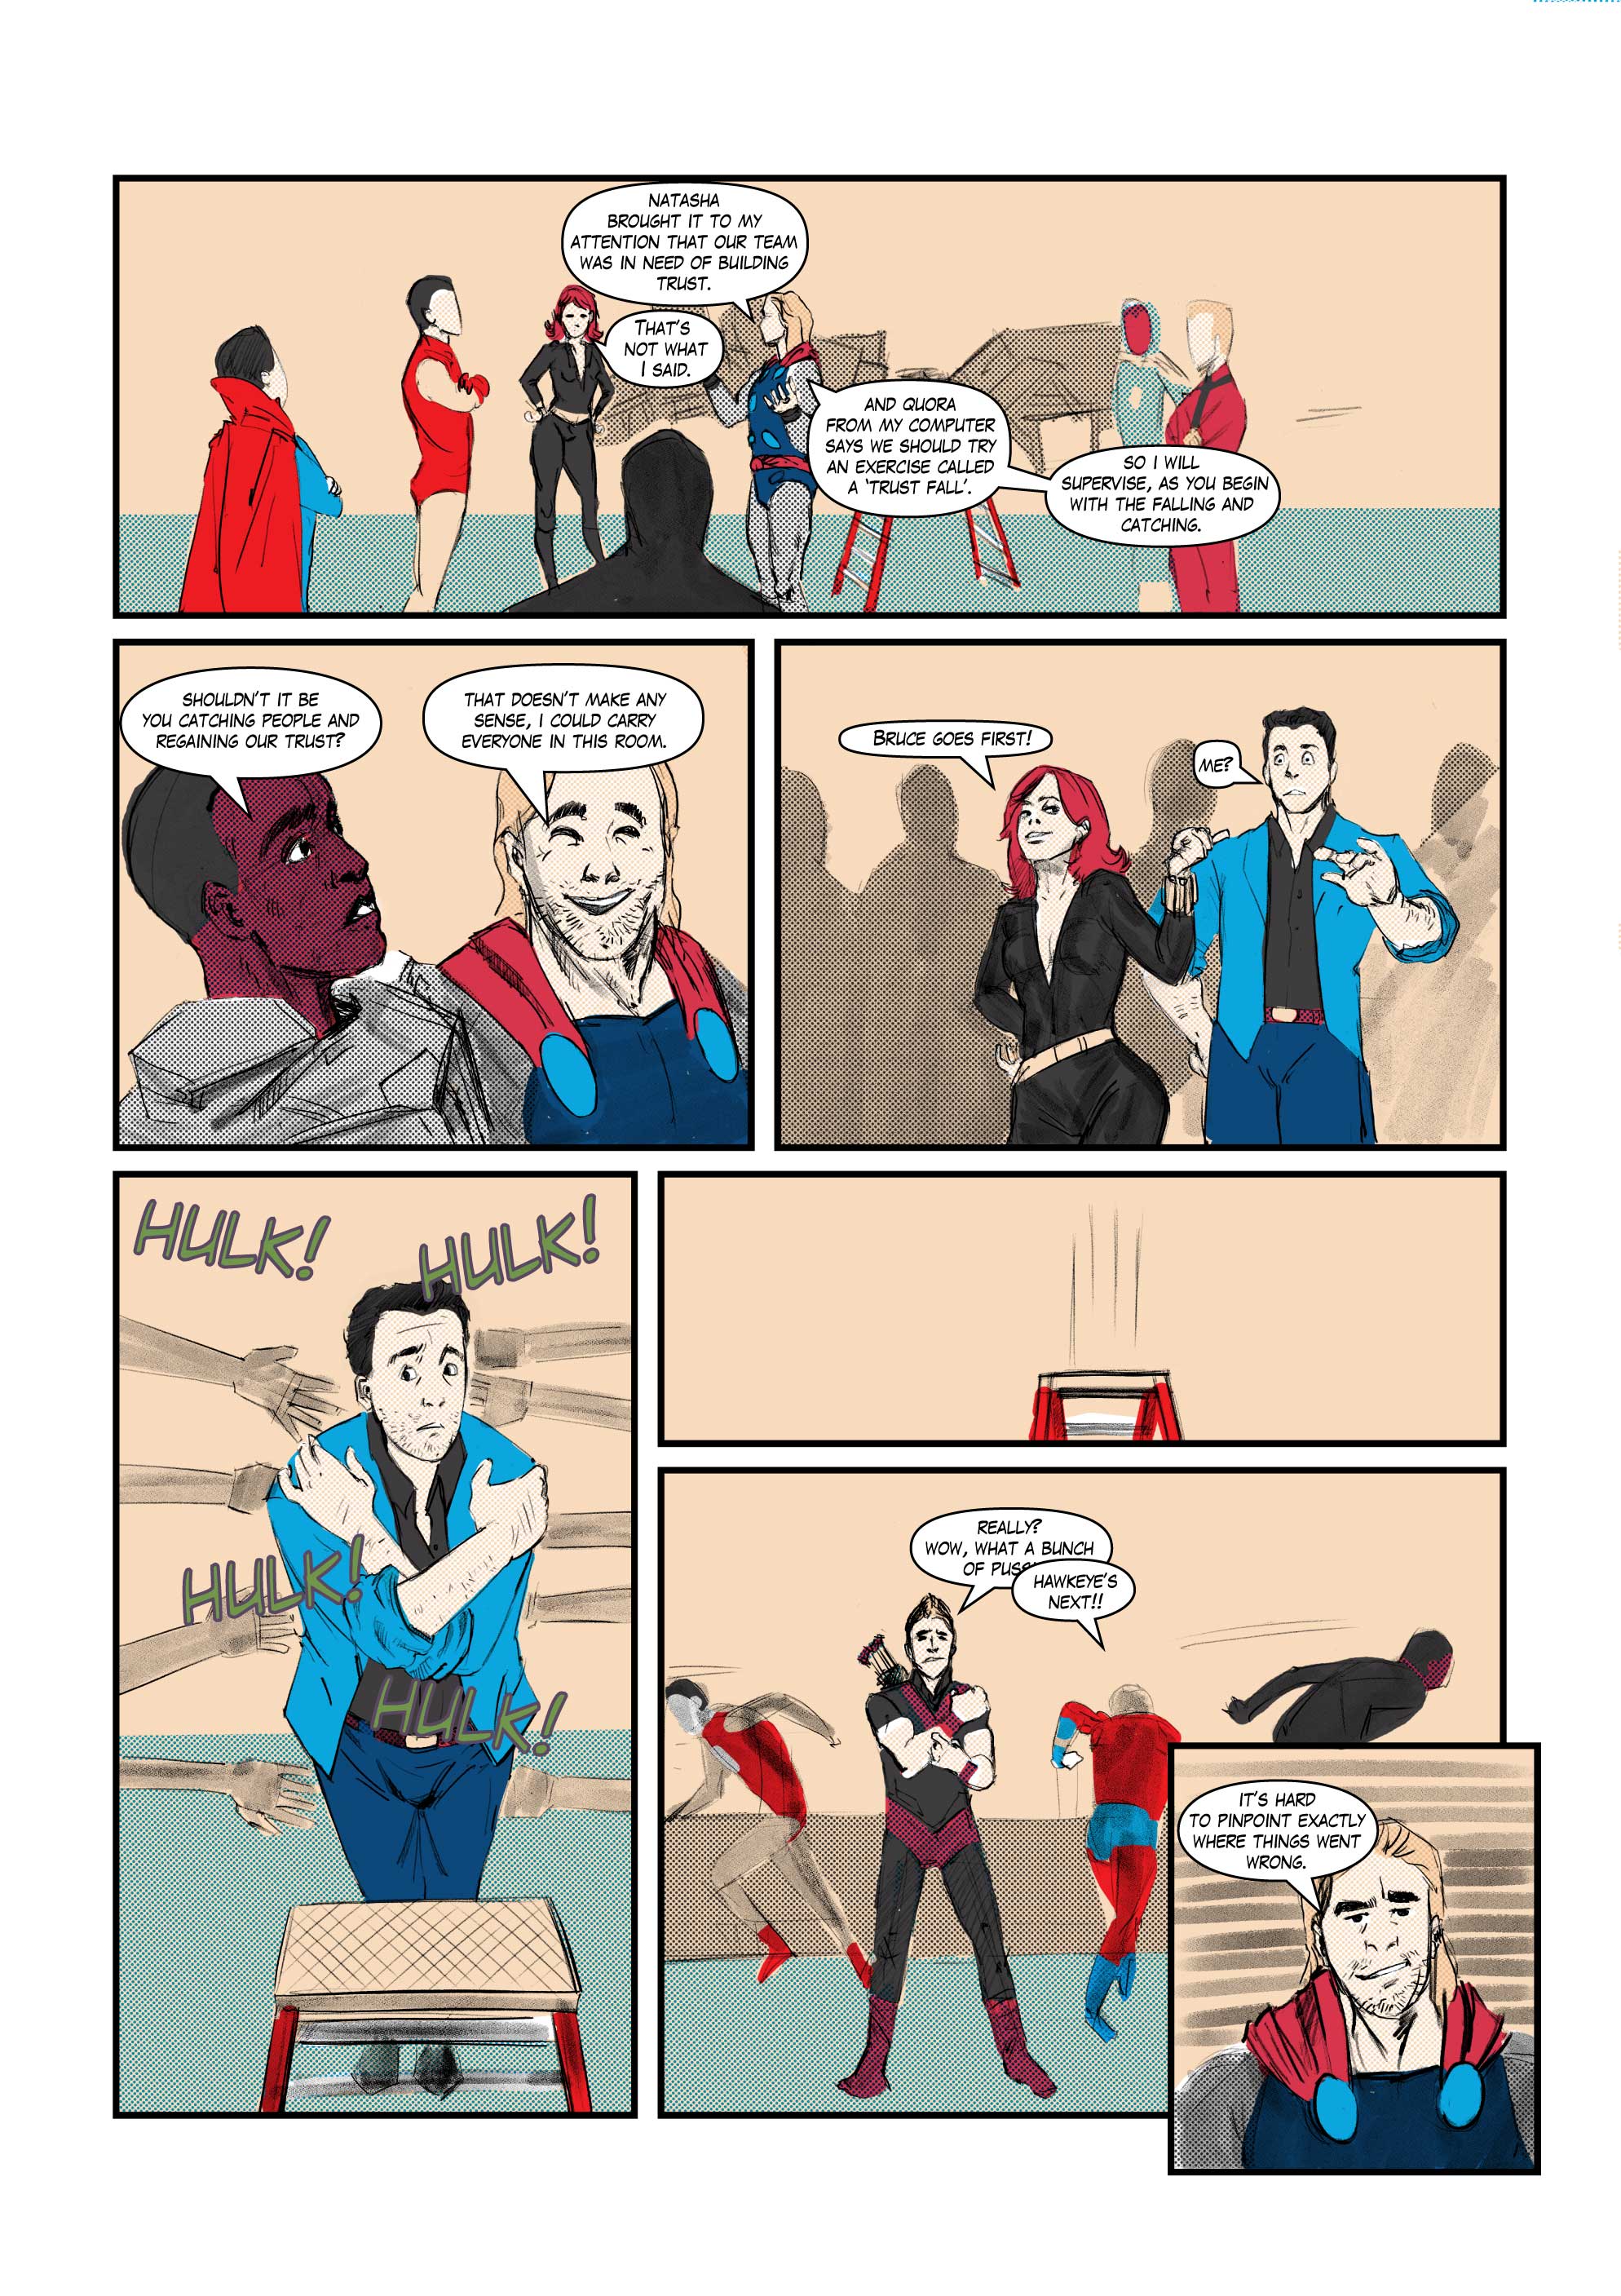 NATASHA
BROUGHT IT TO MY
ATTENTION THAT OUR TEAM
WAS IN NEED OF BUILDING
TRUST.
THAT'S
NOT WHAT
I SAID.
AND QUORA
FROM MY COMPUTER
SAYS WE SHOULD TRY
AN EXERCISE CALLED
A 'TRUST FALL'.
SO I WILL
SUPERVISE, AS YOU BEGIN
WITH THE FALLING AND
CATCHING.
SHOULDN'T IT BE
YOU CATCHING PEOPLE AND
REGAINING OUR TRUST?
THAT DOESN'T MAKE ANY
SENSE, I COULD CARRY
EVERYONE IN THIS ROOM.
BRUCE GOES FIRST!
ME?
HULK!
HULK!
HULK!
HULK!
REALLY?
WOW, WHAT A BUNCH
OF PUSS
HAWKEYE'S
NEXT!!
IT'S HARD
TO PINPOINT EXACTLY
WHERE THINGS WENT
WRONG.